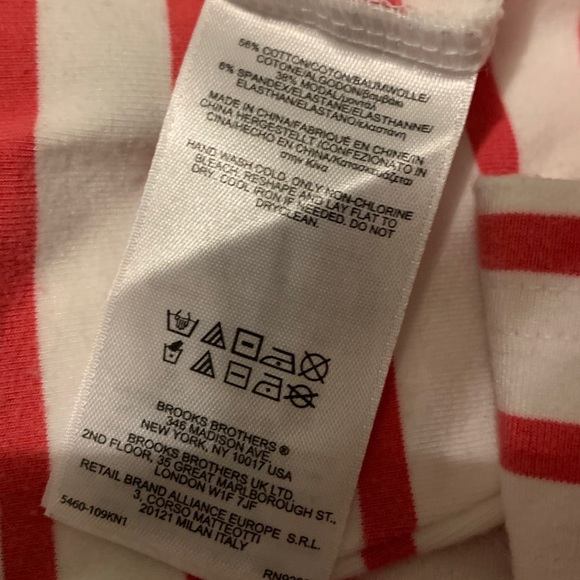 56% COTTON/COTON/BAUMWOLLE/
COTONE/ALGODON/Βαμβάκι
38% MODAL/μοντάλ
6% SPANDEX/ELASTANE/ELASTHANNE/
ELASTHAN/ELASTANO/ελαστάνη
MADE IN CHINA/FABRIQUÉ EN CHINE/IN
CHINA HERGESTELLT/CONFEZIONATO IN
CINA/HECHO EN CHINA/Κατασκευάζεται
στην Κίνα
HAND WASH COLD. ONLY NON-CHLORINE
BLEACH. RESHAPE AND LAY FLAT TO
DRY. COOL IRON IF NEEDED. DO NOT
DRYCLEAN.
BROOKS BROTHERS ®
346 MADISON AVE
NEW YORK, NY 10017 USA
BROOKS BROTHERS UK LTD.
2ND FLOOR, 35 GREAT MARLBOROUGH ST.,
LONDON W1F 7JF
RETAIL BRAND ALLIANCE EUROPE S.R.L.
3, CORSO MATTEOTTI
20121 MILAN ITALY
5460-109KN1